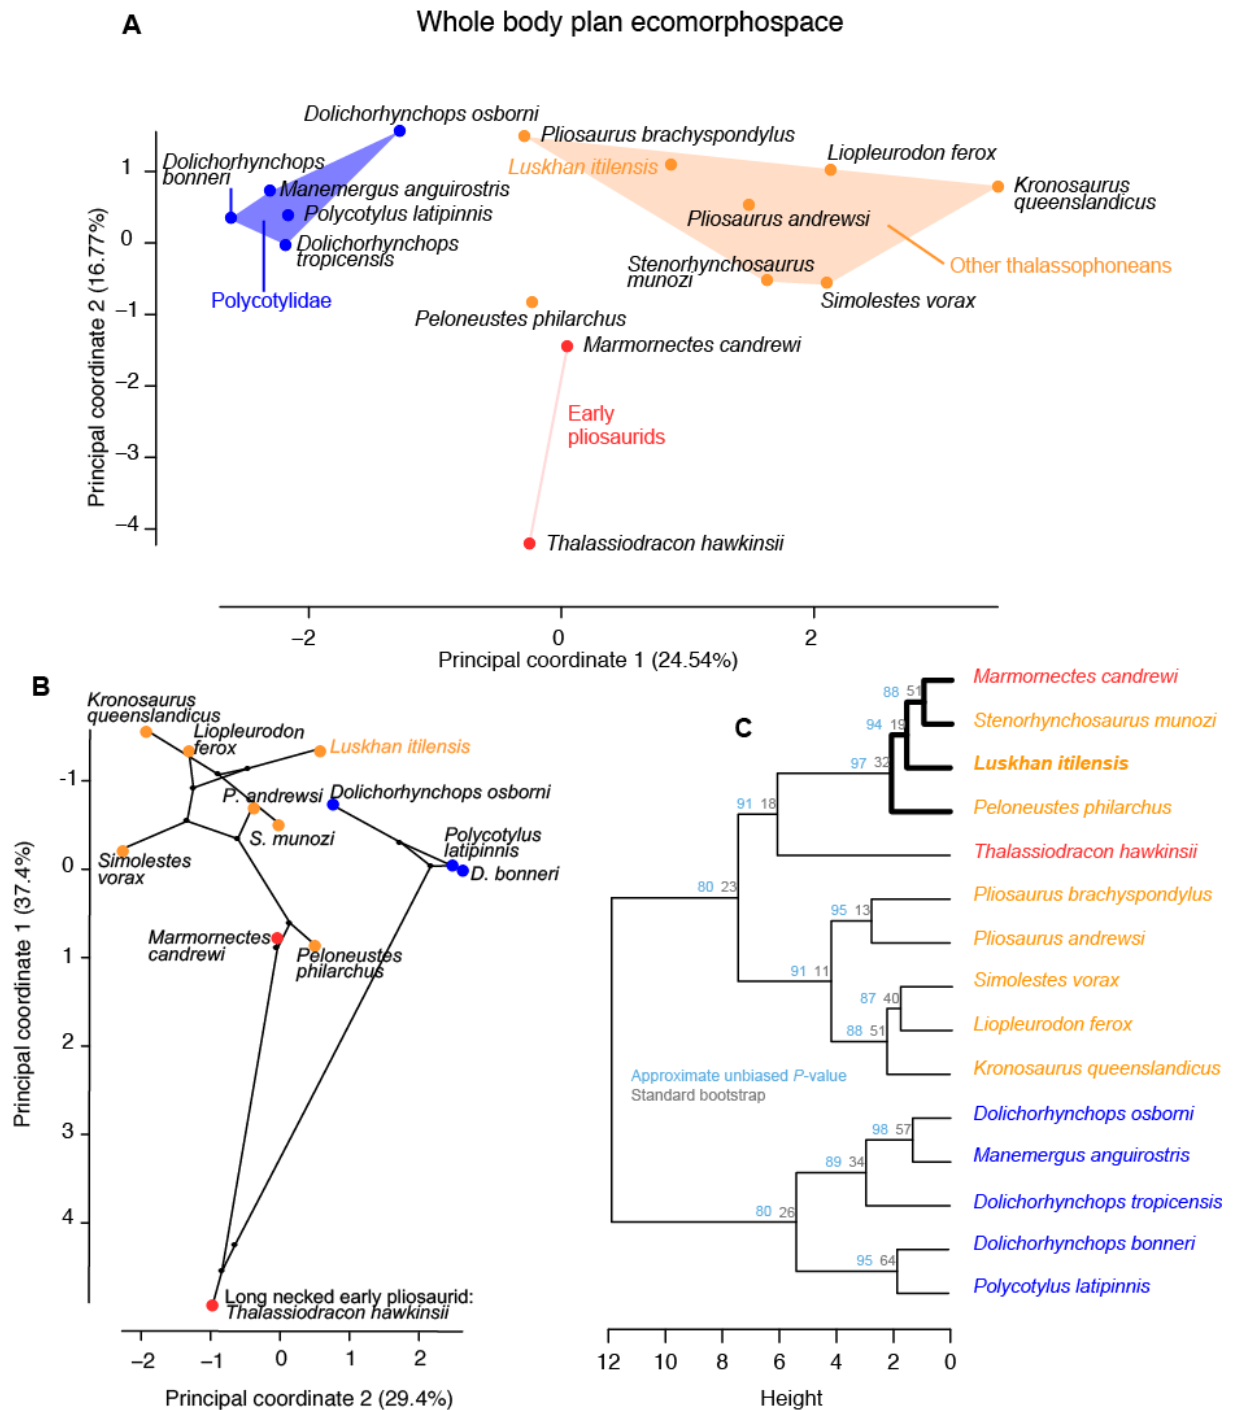 A
Whole body plan ecomorphospace
Dolichorhynchops osborni
Pliosaurus brachyspondylus
Dolichorhynchops
bonneri
Luskhan itilensis
Liopleurodon ferox
Manemergus anguirostris
Kronosaurus
queenslandicus
Polycotylus latipinnis
Pliosaurus andrewsi
Dolichorhynchops
tropicensis
Stenorhynchosaurus
munozi
Other thalassophoneans
Polycotylidae
Simolestes vorax
Peloneustes philarchus
Marmornectes candrewi
Early
pliosaurids
Thalassiodracon hawkinsii
1
0
−1
−2
−3
−4
Principal coordinate 2 (16.77%)
−2
0
2
Principal coordinate 1 (24.54%)
B
Kronosaurus
queenslandicus
Liopleurodon
ferox
Luskhan itilensis
P. andrewsi
Dolichorhynchops osborni
S. munozi
Polycotylus
latipinnis
D. bonneri
Simolestes
vorax
Marmornectes
candrewi
Peloneustes
philarchus
Long necked early pliosaurid:
Thalassiodracon hawkinsii
-1
0
1
2
3
4
Principal coordinate 1 (37.4%)
−2
−1
0
1
2
Principal coordinate 2 (29.4%)
C
Marmornectes candrewi
88 51
Stenorhynchosaurus munozi
94 19
Luskhan itilensis
97 32
Peloneustes philarchus
91 18
Thalassiodracon hawkinsii
80 23
Pliosaurus brachyspondylus
95 13
Pliosaurus andrewsi
91 11
Simolestes vorax
87 40
Liopleurodon ferox
88 51
Kronosaurus queenslandicus
Approximate unbiased P-value
Standard bootstrap
Dolichorhynchops osborni
98 57
Manemergus anguirostris
89 34
Dolichorhynchops tropicensis
80 26
Dolichorhynchops bonneri
95 64
Polycotylus latipinnis
12 10 8 6 4 2 0
Height